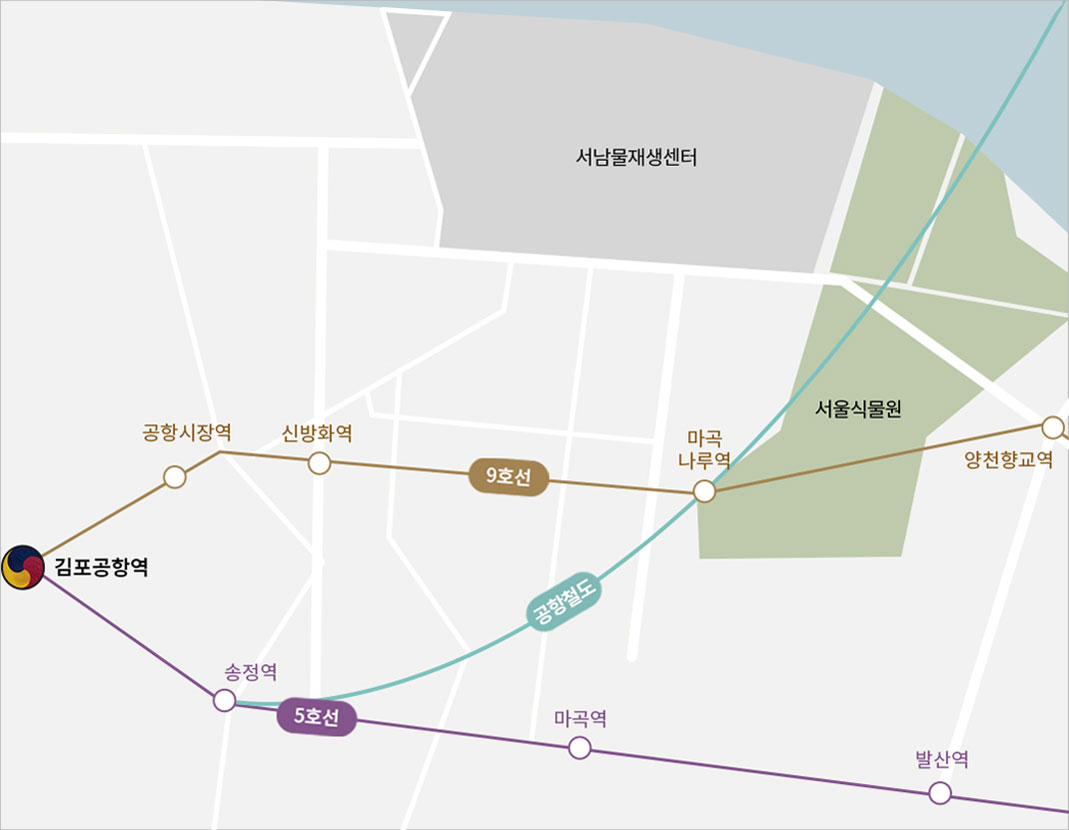 서남물재생센터
서울식물원
공항시장역
신방화역
9호선
마곡
나루역
양천향교역
김포공항역
공항철도
송정역
5호선
마곡역
발산역